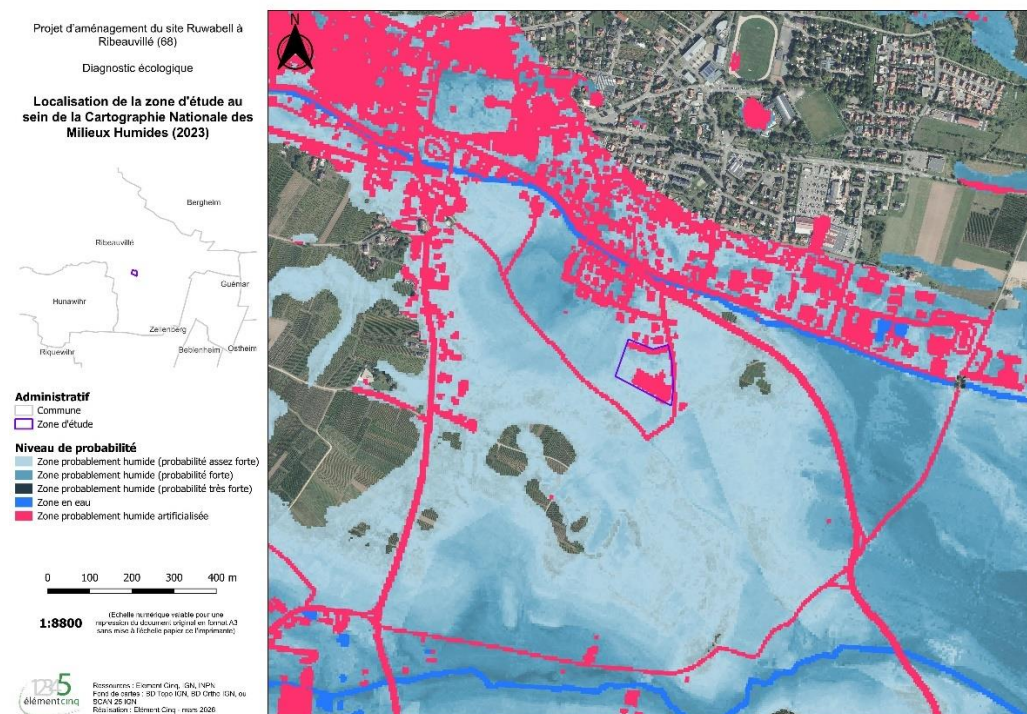 Projet d'aménagement du site Ruwabell à
Ribeauvillé (68)
Diagnostic écologique
Localisation de la zone d'étude au
sein de la Cartographie Nationale des
Milieux Humides (2023)
Bergheim
Ribeauvillé
Guémar
Hunawihr
Zellenberg
Riquewihr
Beblenheim
Ostheim
Administratif
Commune
Zone d'étude
Niveau de probabilité
Zone probablement humide (probabilité assez forte)
Zone probablement humide (probabilité forte)
Zone probablement humide (probabilité très forte)
Zone en eau
Zone probablement humide artificialisée
0 100 200 300 400 m
1:8800
(Echelle numérique valable pour une
impression du document original en format A3
sans mise à l'échelle papier de l'imprimante)
12345
élément cinq
Ressources : Element Cinq, IGN, INPN
Fond de cartes : BD Topo IGN, BD Ortho IGN, ou
SCAN 25 IGN
Réalisation : Elément Cinq - mars 2026
N